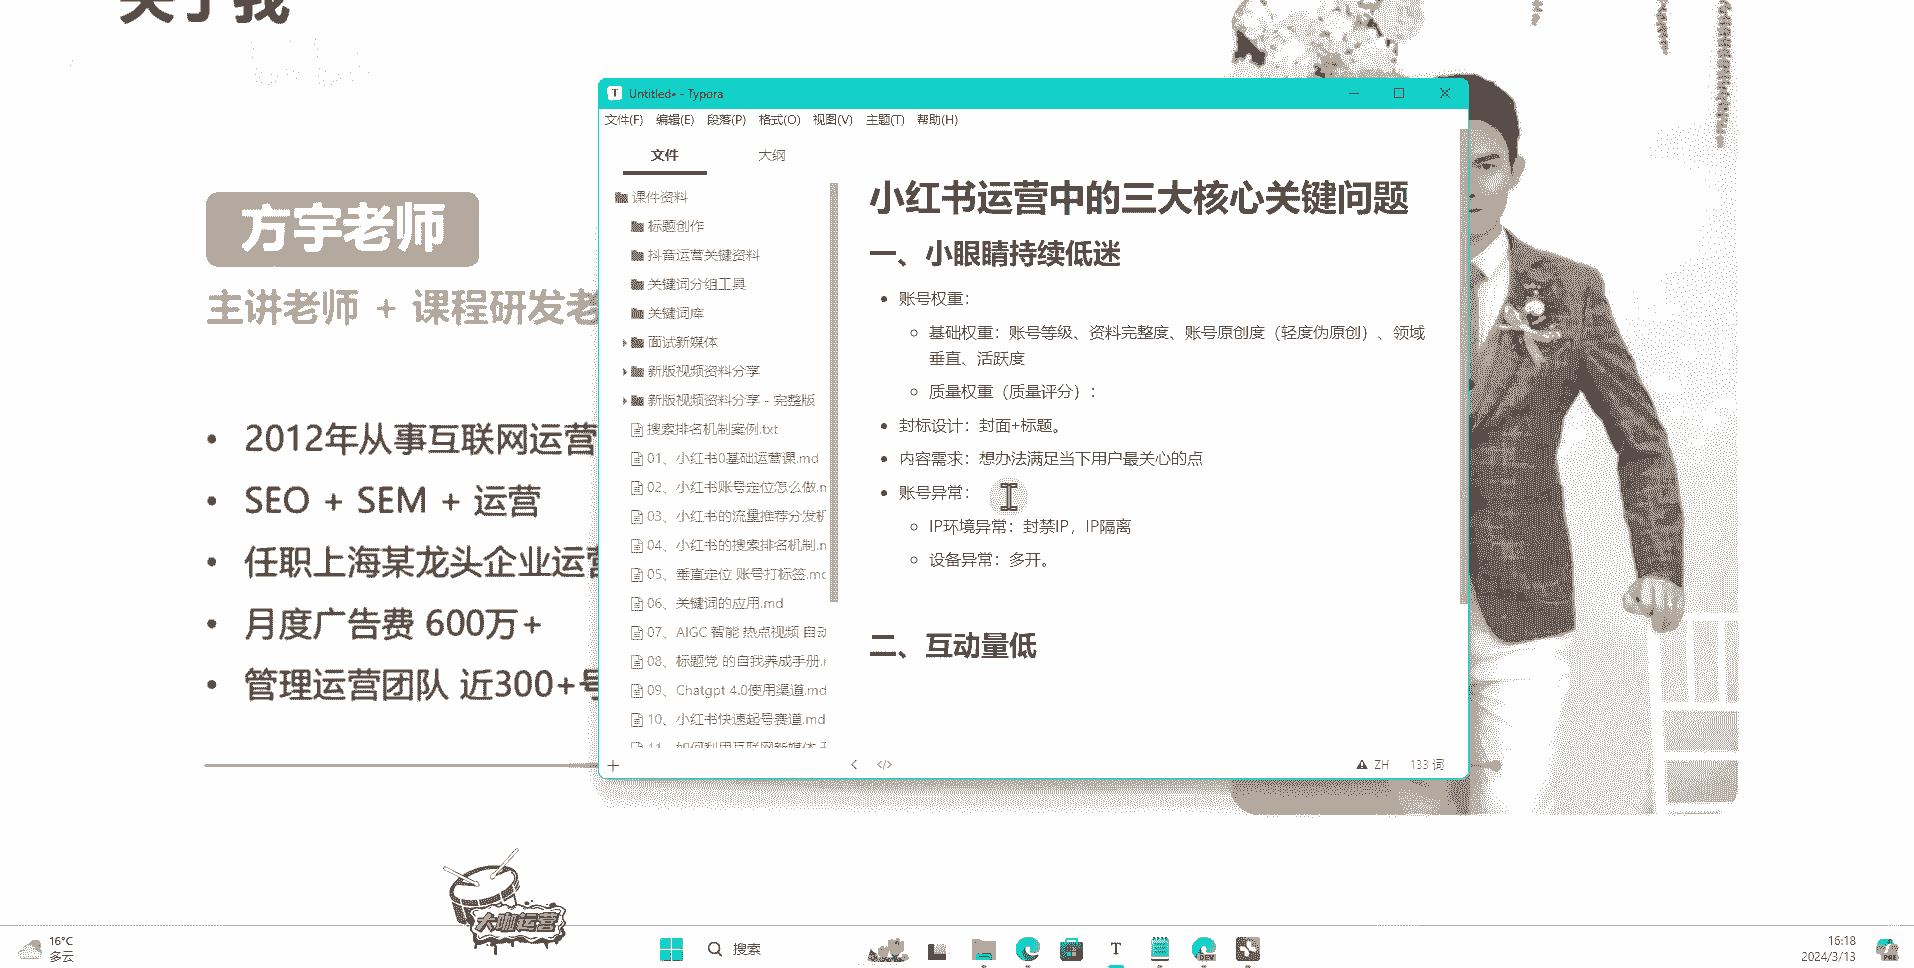 关于我
方宇老师
主讲老师 + 课程研发老
2012年从事互联网运营
SEO + SEM + 运营
任职上海某龙头企业运营
月度广告费 600万+
管理运营团队 近300+号
Untitled• - Typora
文件(F) 编辑(E) 段落(P) 格式(O) 视图(V) 主题(T) 帮助(H)
文件 大纲
课件资料
标题创作
抖音运营关键资料
关键词分组工具
关键词库
面试新媒体
新版视频资料分享
新版视频资料分享 - 完整版
搜索排名机制案例.txt
01、小红书0基础运营课.md
02、小红书账号定位怎么做.m
03、小红书的流量推荐分发机
04、小红书的搜索排名机制.m
05、垂直定位 账号打标签.md
06、关键词的应用.md
07、AIGC 智能 热点视频 自动
08、标题党 的自我养成手册.m
09、Chatgpt 4.0使用渠道.md
10、小红书快速起号赛道.md
11、如何利用互联网新媒体
小红书运营中的三大核心关键问题
一、小眼睛持续低迷
账号权重：
基础权重：账号等级、资料完整度、账号原创度（轻度伪原创）、领域
垂直、活跃度
质量权重（质量评分）：
封标设计：封面+标题。
内容需求：想办法满足当下用户最关心的点
账号异常：
IP环境异常：封禁IP，IP隔离
设备异常：多开。
二、互动量低
ZH 133 词
大咖运营
16°C
多云
搜索
16:18
2024/3/13